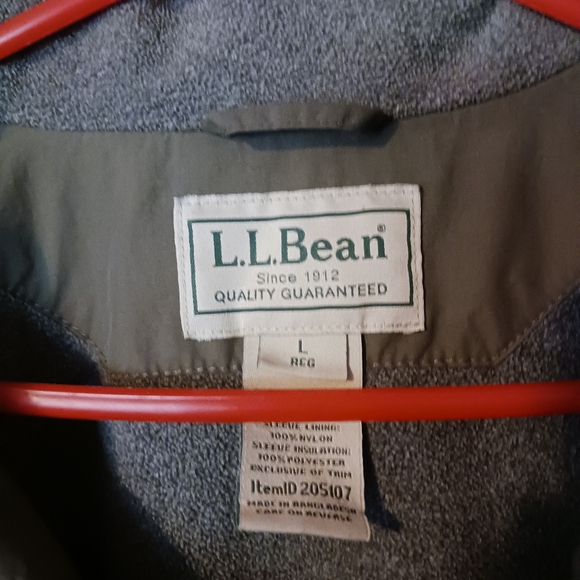 L.L.Bean®
Since 1912
QUALITY GUARANTEED
L
REG
SLEEVE LINING:
100% NYLON
SLEEVE INSULATION:
100% POLYESTER
EXCLUSIVE OF TRIM
ItemID 205107
MADE IN BANGLADESH
CARE ON REVERSE